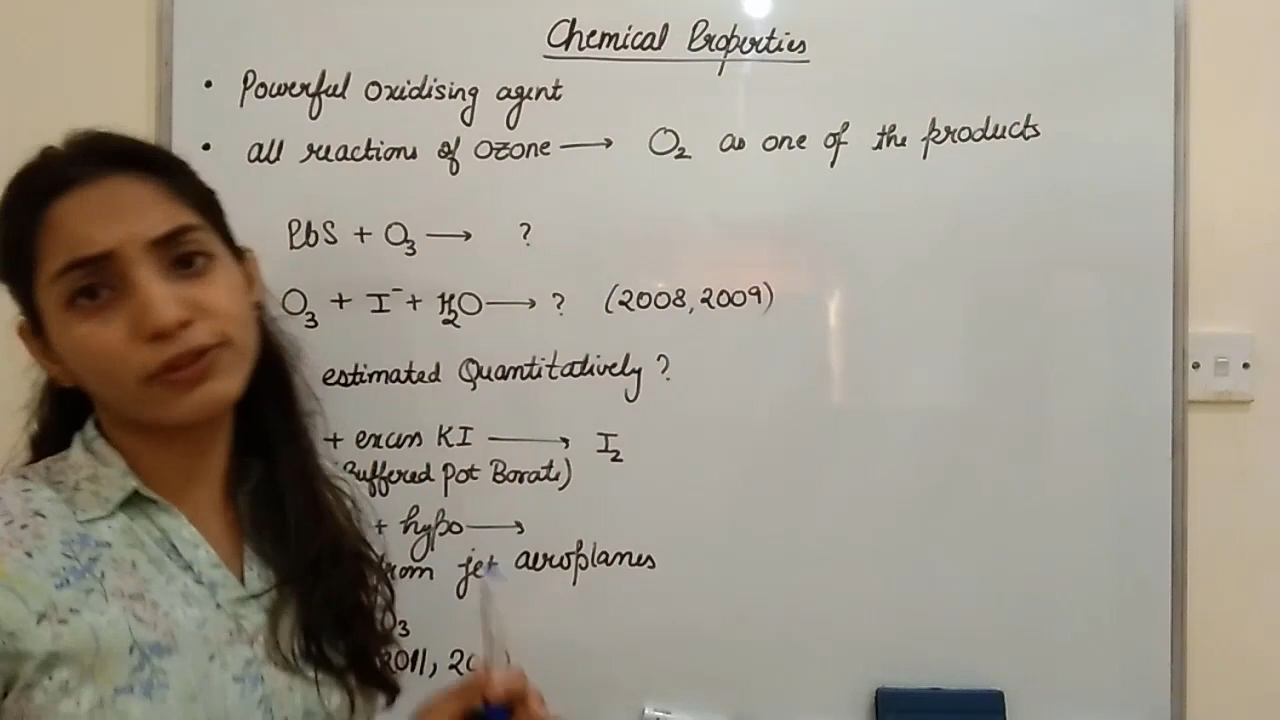 Chemical Properties
• Powerful oxidising agent
• all reactions of ozone → O₂ as one of the products
PbS + O₃ → ?
O₃ + I⁻ + H₂O → ? (2008, 2009)
estimated Quantitatively ?
+ excess KI → I₂
Buffered Pot Borate)
+ hypo →
from jet aeroplanes
O₃
2011,